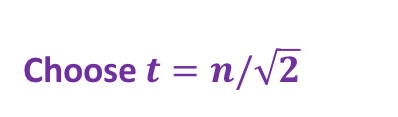 Choose t = n/√2